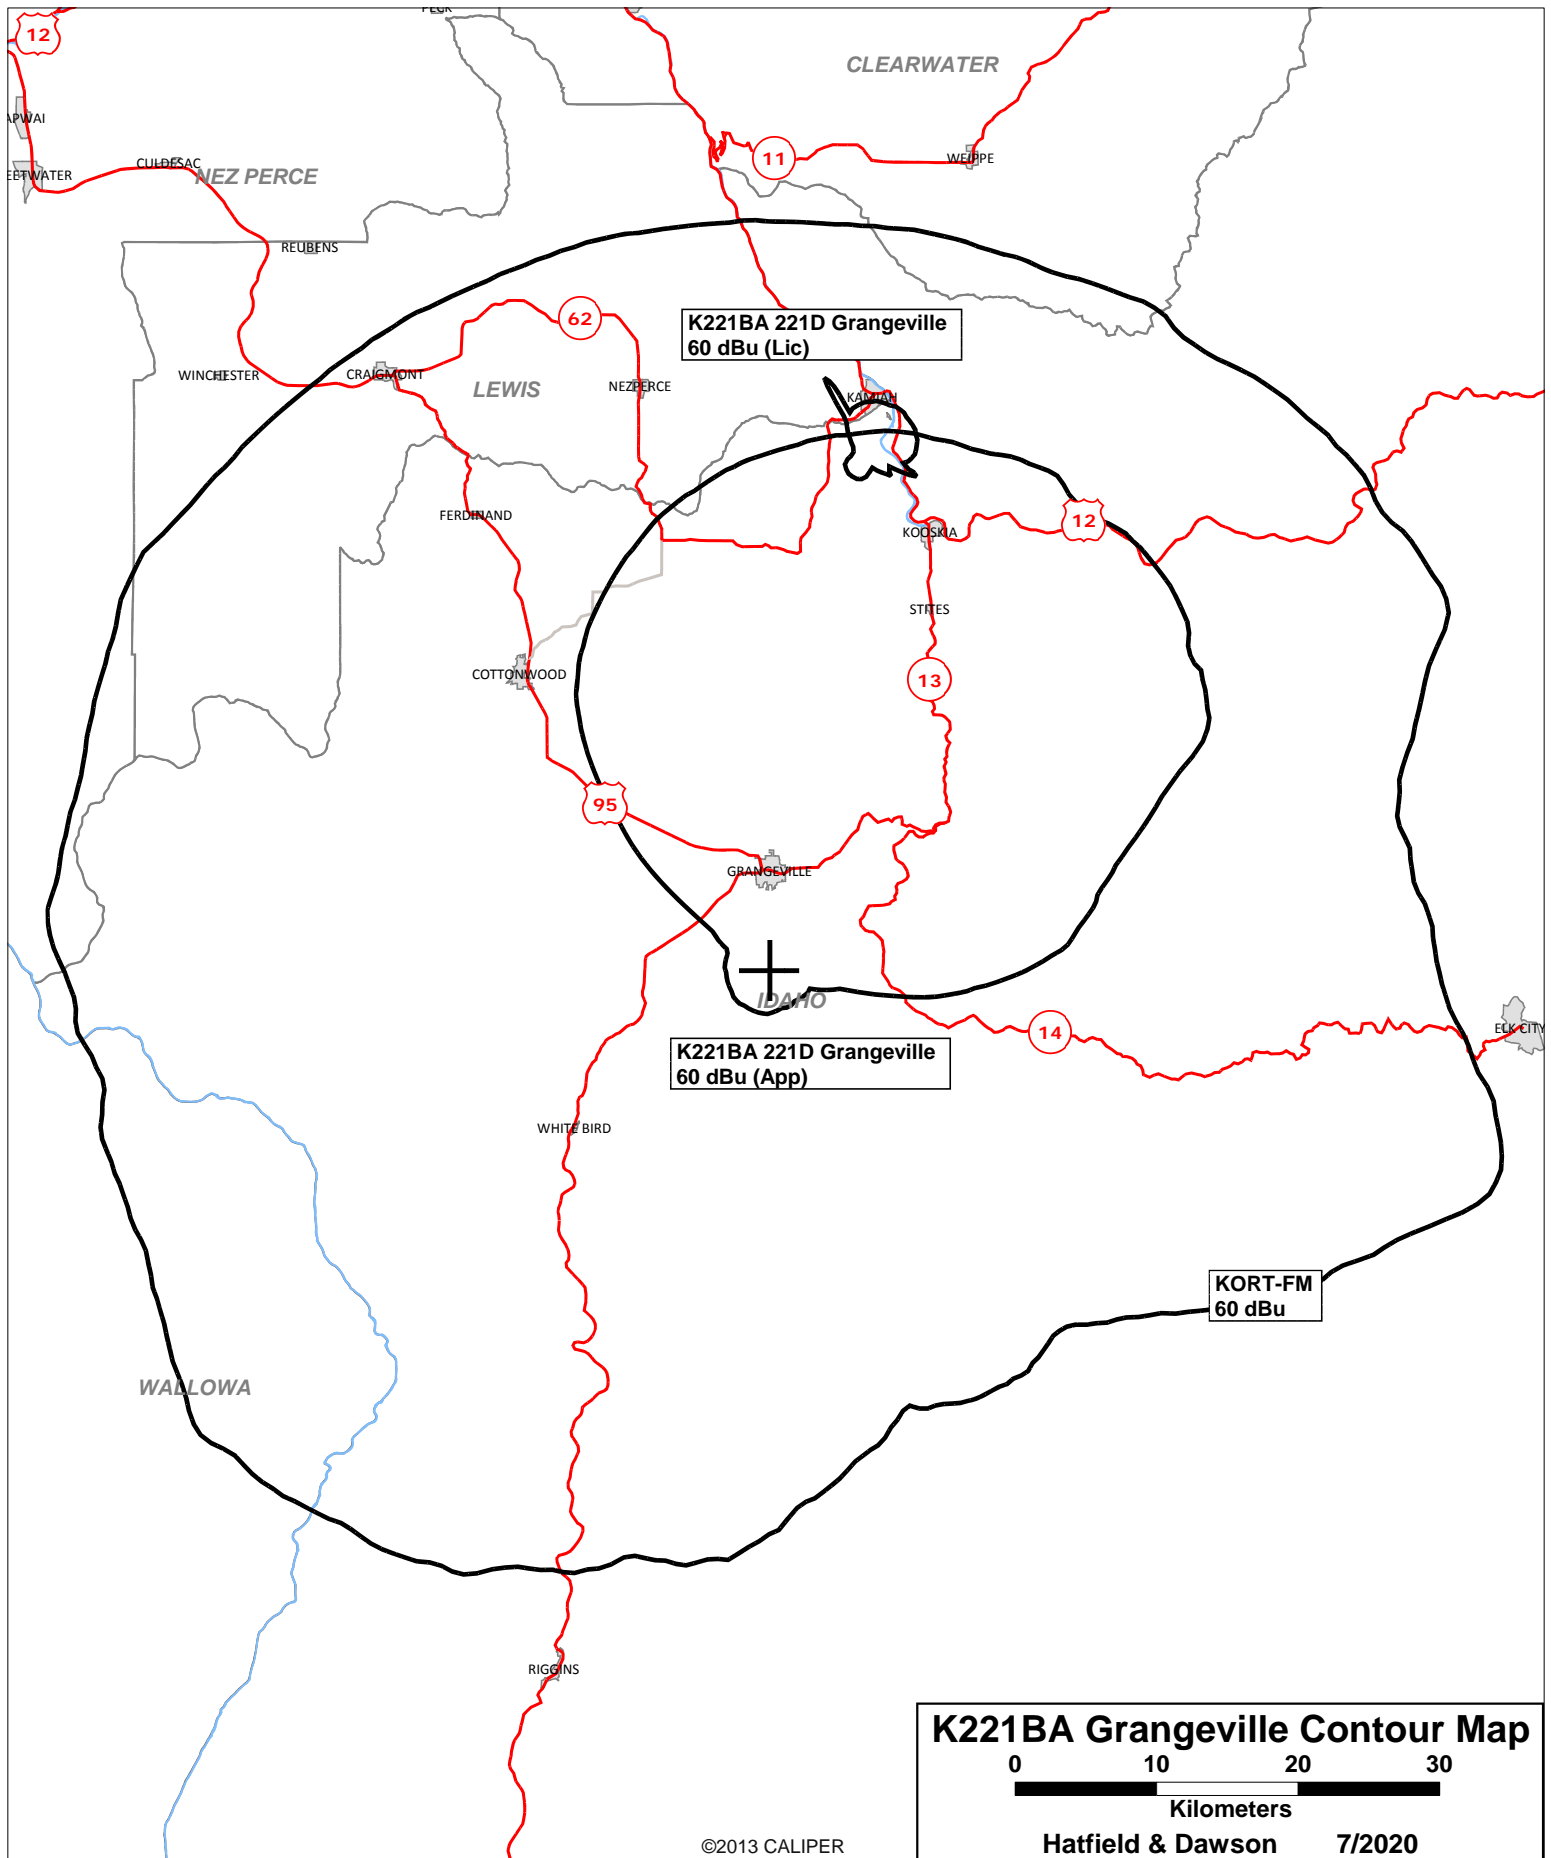 PECK
12
CLEARWATER
APWAI
11
WEIPPE
CULDESAC
EETWATER
NEZ PERCE
REUBENS
62
K221BA 221D Grangeville
60 dBu (Lic)
WINCHESTER
CRAIGMONT
LEWIS
NEZPERCE
KAMIAH
FERDINAND
12
KOOSKIA
STITES
COTTONWOOD
13
95
GRANGEVILLE
IDAHO
14
ELK CITY
K221BA 221D Grangeville
60 dBu (App)
WHITE BIRD
KORT-FM
60 dBu
WALLOWA
RIGGINS
K221BA Grangeville Contour Map
0 10 20 30
Kilometers
Hatfield & Dawson 7/2020
©2013 CALIPER